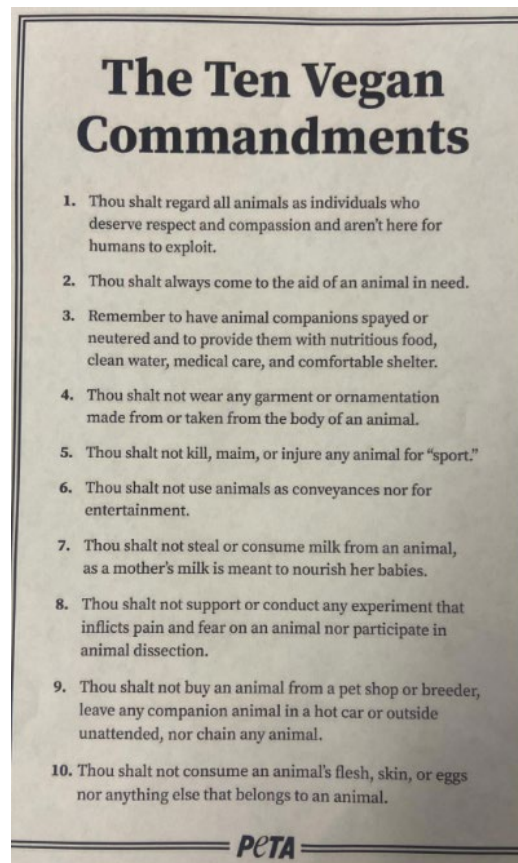 The Ten Vegan
Commandments
1. Thou shalt regard all animals as individuals who
deserve respect and compassion and aren't here for
humans to exploit.
2. Thou shalt always come to the aid of an animal in need.
3. Remember to have animal companions spayed or
neutered and to provide them with nutritious food,
clean water, medical care, and comfortable shelter.
4. Thou shalt not wear any garment or ornamentation
made from or taken from the body of an animal.
5. Thou shalt not kill, maim, or injure any animal for “sport.”
6. Thou shalt not use animals as conveyances nor for
entertainment.
7. Thou shalt not steal or consume milk from an animal,
as a mother's milk is meant to nourish her babies.
8. Thou shalt not support or conduct any experiment that
inflicts pain and fear on an animal nor participate in
animal dissection.
9. Thou shalt not buy an animal from a pet shop or breeder,
leave any companion animal in a hot car or outside
unattended, nor chain any animal.
10. Thou shalt not consume an animal's flesh, skin, or eggs
nor anything else that belongs to an animal.
PeTA